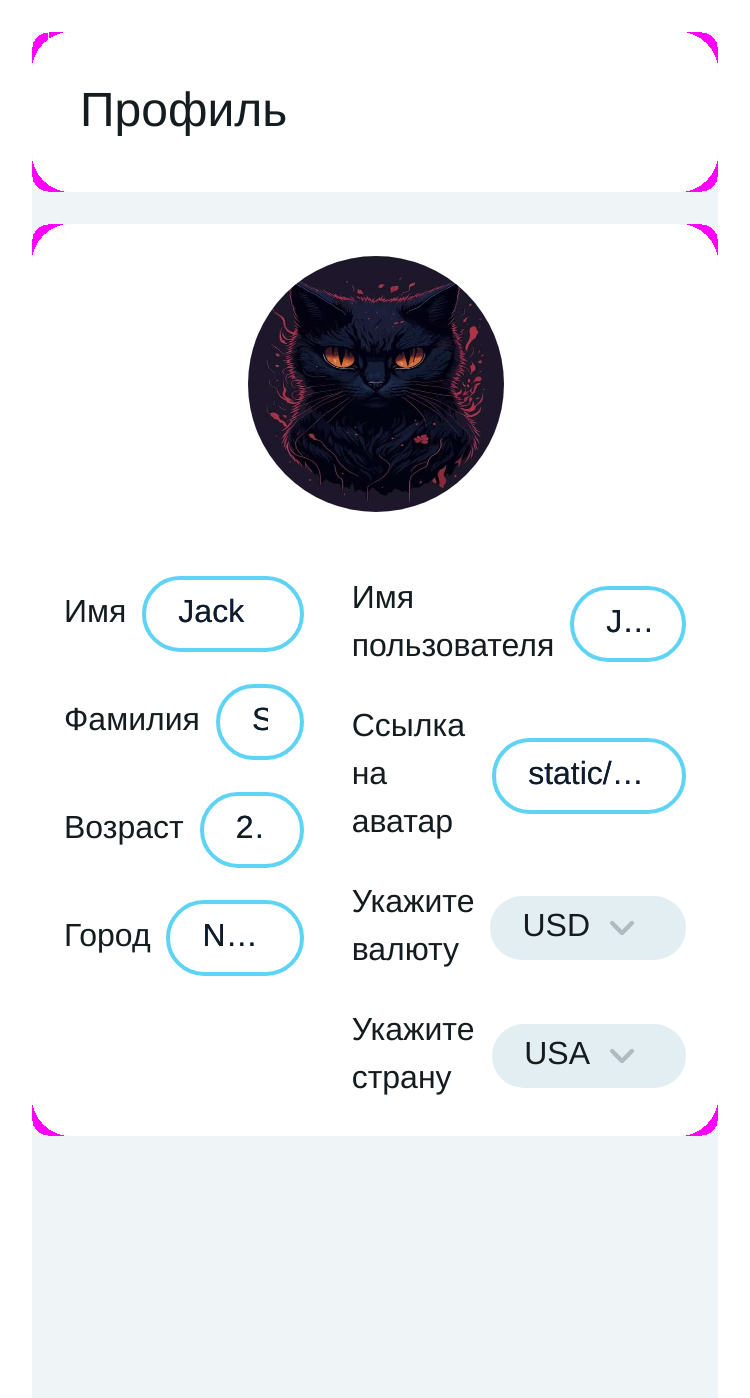 Профиль
Имя Jack
Фамилия S
Возраст 2.
Город N...
Имя
пользователя J...
Ссылка
на
аватар static/...
Укажите
валюту USD
Укажите
страну USA